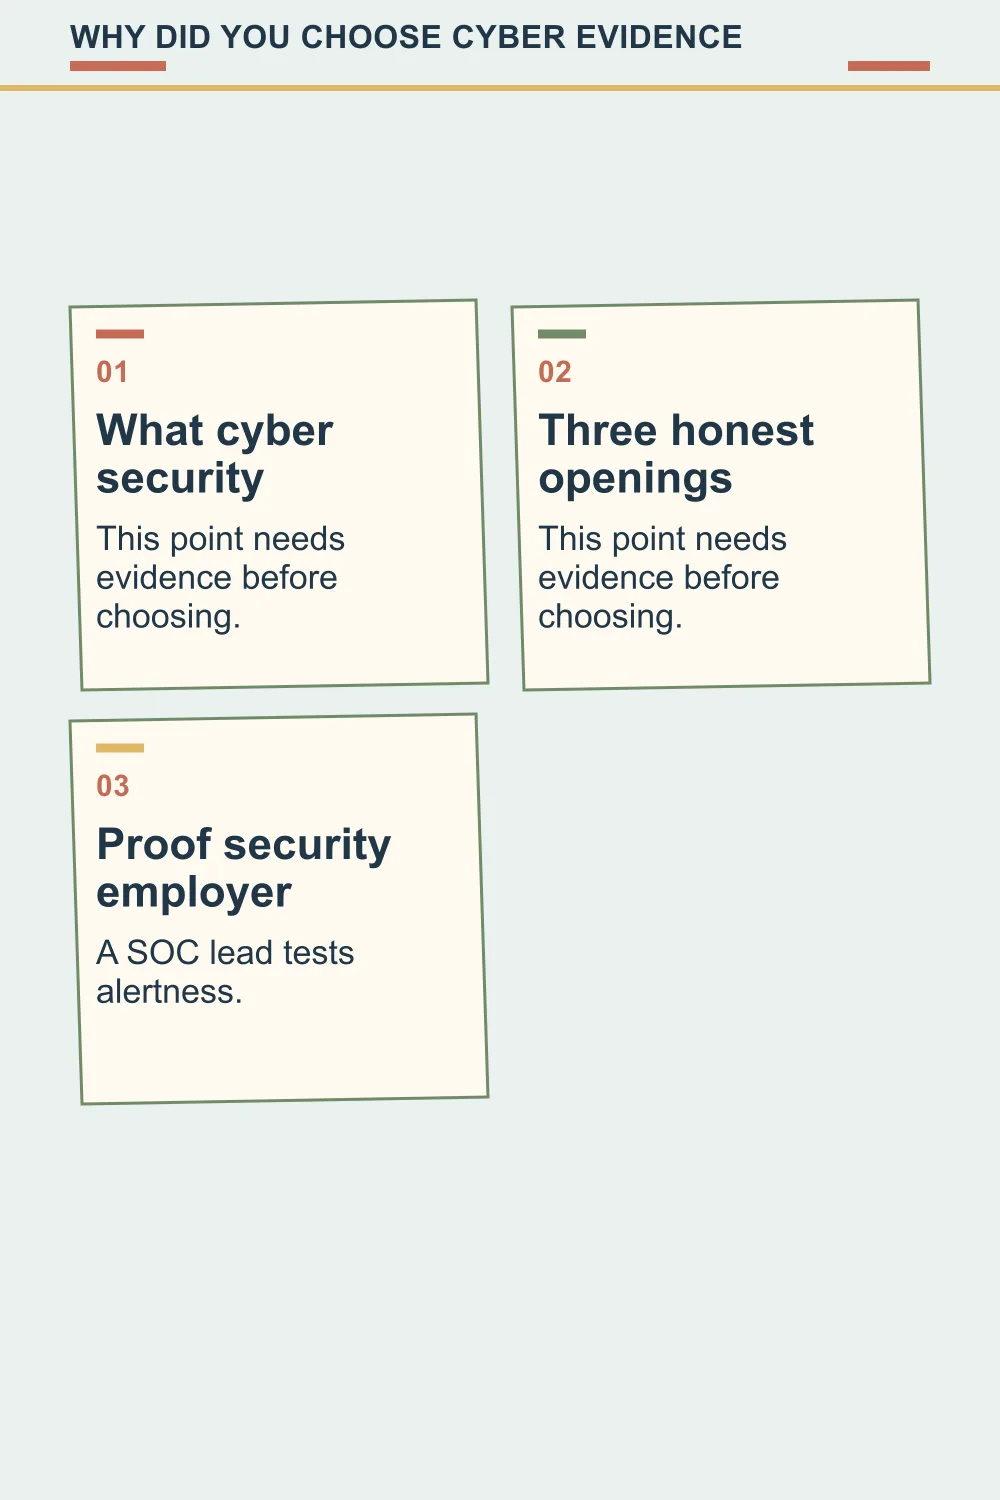 WHY DID YOU CHOOSE CYBER EVIDENCE
01
What cyber
security
This point needs
evidence before
choosing.
02
Three honest
openings
This point needs
evidence before
choosing.
03
Proof security
employer
A SOC lead tests
alertness.